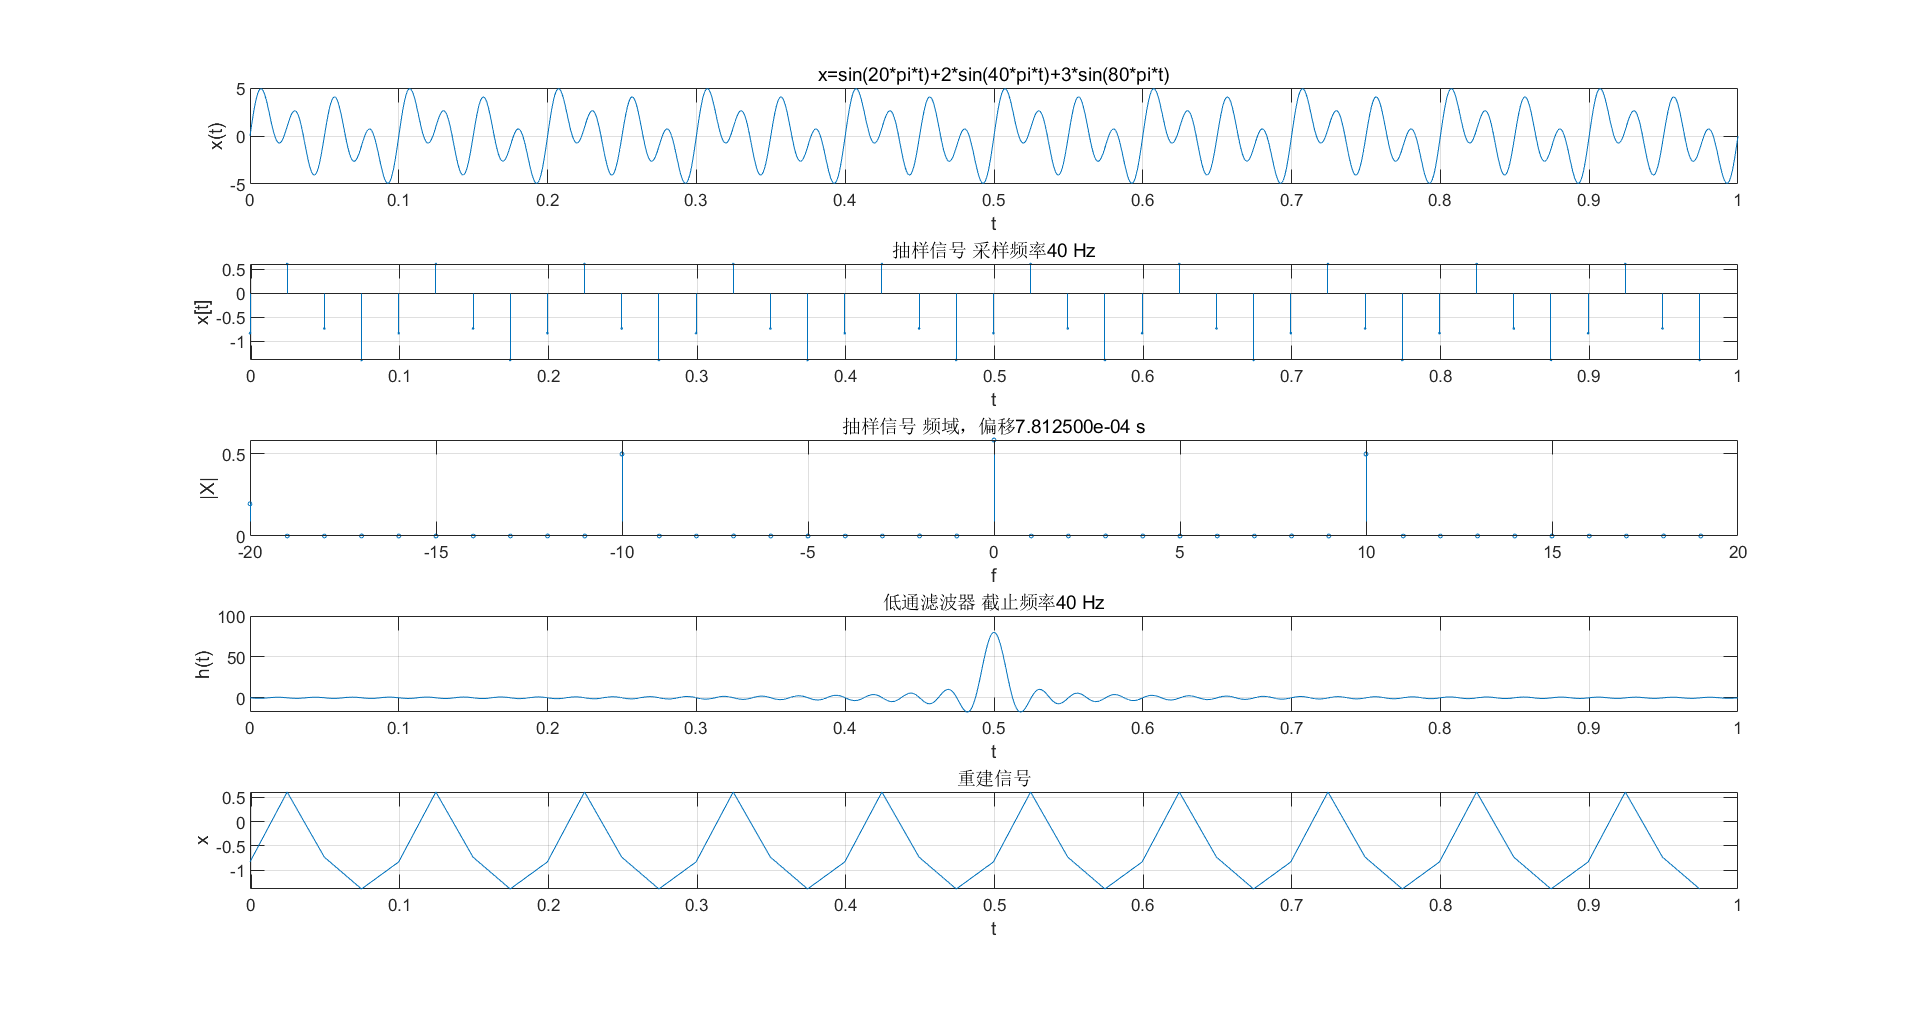 x=sin(20*pi*t)+2*sin(40*pi*t)+3*sin(80*pi*t)
5
0
-5
x(t)
0 0.1 0.2 0.3 0.4 0.5 0.6 0.7 0.8 0.9 1
t
抽样信号 采样频率40 Hz
0.5
0
-0.5
-1
x[t]
0 0.1 0.2 0.3 0.4 0.5 0.6 0.7 0.8 0.9 1
t
抽样信号 频域，偏移7.812500e-04 s
0.5
0
|X|
-20 -15 -10 -5 0 5 10 15 20
f
低通滤波器 截止频率40 Hz
100
50
0
h(t)
0 0.1 0.2 0.3 0.4 0.5 0.6 0.7 0.8 0.9 1
t
重建信号
0.5
0
-0.5
-1
x
0 0.1 0.2 0.3 0.4 0.5 0.6 0.7 0.8 0.9 1
t